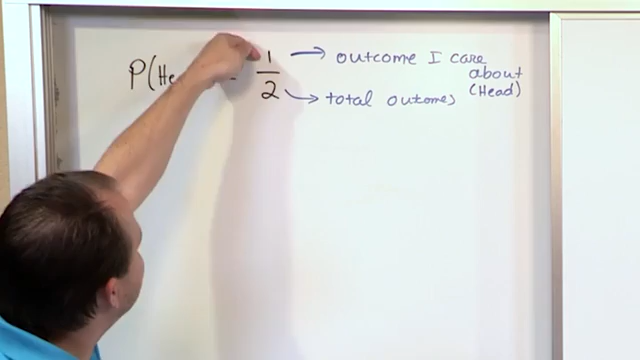 P(He = 1/2
outcome I care
about
(Head)
total outcomes